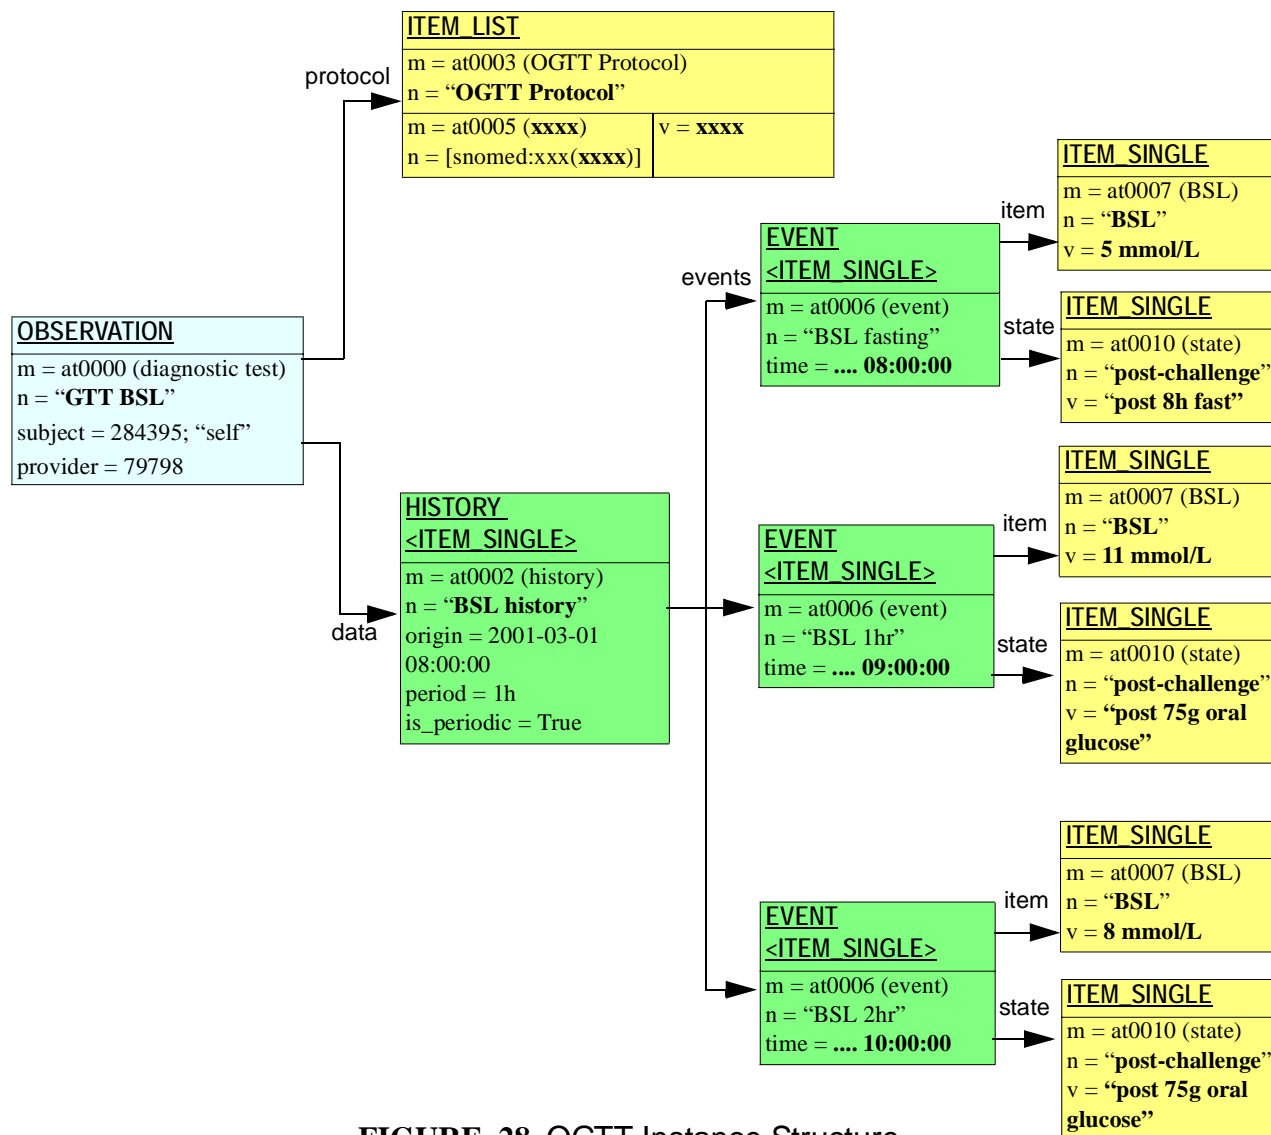 ITEM_LIST
m = at0003 (OGTT Protocol)
n = “OGTT Protocol”
m = at0005 (xxxx)
n = [snomed:xxx(xxxx)]
v = xxxx
protocol
OBSERVATION
m = at0000 (diagnostic test)
n = “GTT BSL”
subject = 284395; “self”
provider = 79798
data
HISTORY
<ITEM_SINGLE>
m = at0002 (history)
n = “BSL history”
origin = 2001-03-01
08:00:00
period = 1h
is_periodic = True
events
EVENT
<ITEM_SINGLE>
m = at0006 (event)
n = “BSL fasting”
time = .... 08:00:00
item
ITEM_SINGLE
m = at0007 (BSL)
n = “BSL”
v = 5 mmol/L
state
ITEM_SINGLE
m = at0010 (state)
n = “post-challenge”
v = “post 8h fast”
EVENT
<ITEM_SINGLE>
m = at0006 (event)
n = “BSL 1hr”
time = .... 09:00:00
item
ITEM_SINGLE
m = at0007 (BSL)
n = “BSL”
v = 11 mmol/L
state
ITEM_SINGLE
m = at0010 (state)
n = “post-challenge”
v = “post 75g oral
glucose”
EVENT
<ITEM_SINGLE>
m = at0006 (event)
n = “BSL 2hr”
time = .... 10:00:00
item
ITEM_SINGLE
m = at0007 (BSL)
n = “BSL”
v = 8 mmol/L
state
ITEM_SINGLE
m = at0010 (state)
n = “post-challenge”
v = “post 75g oral
glucose”
FIGURE 28 OGTT Instance Structure